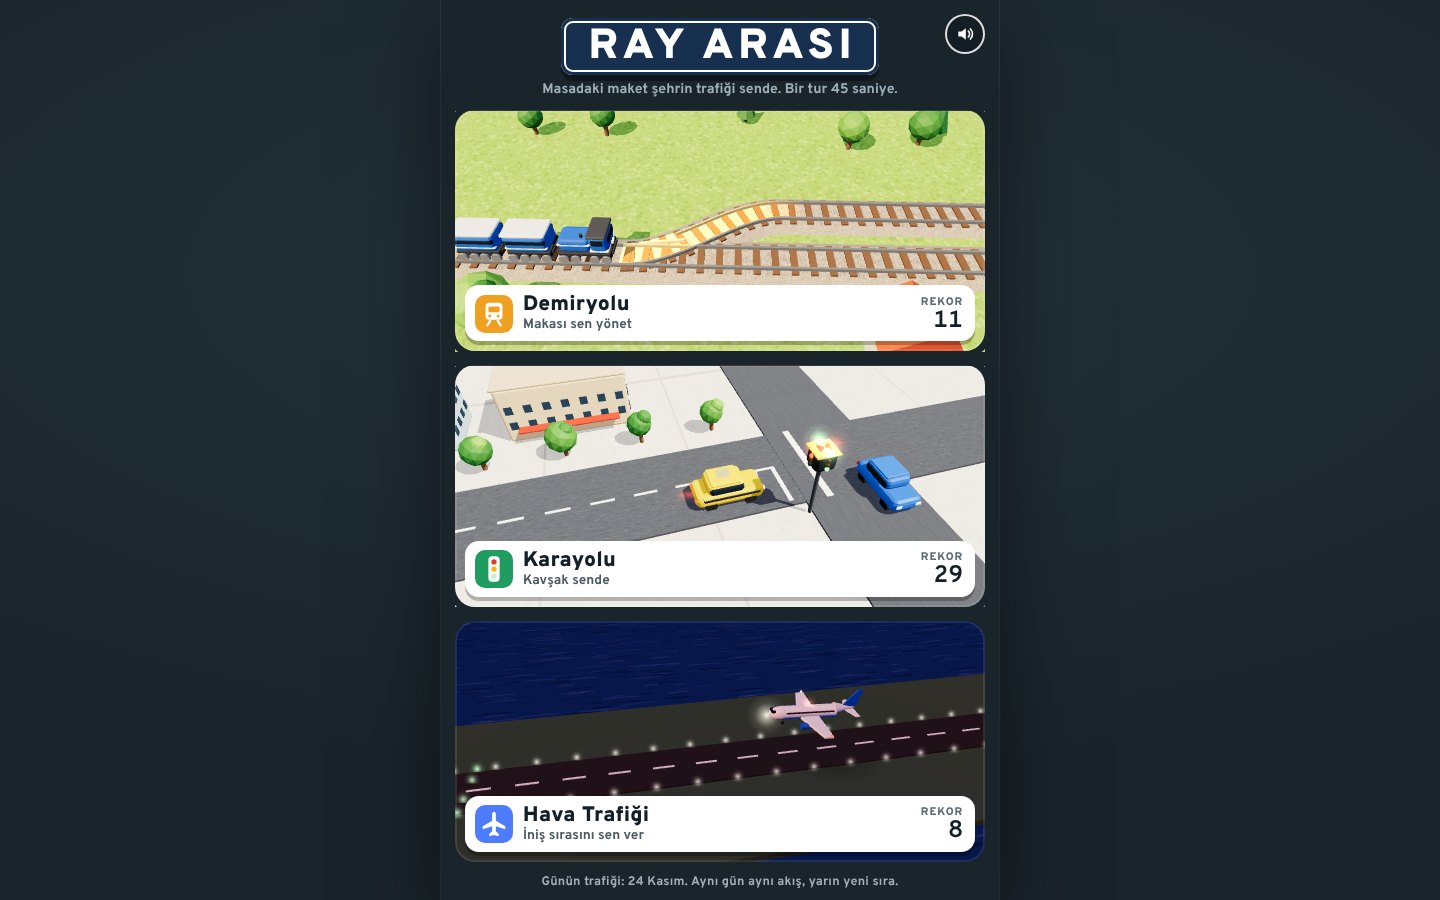 RAY ARASI
Masadaki maket şehrin trafiği sende. Bir tur 45 saniye.
Demiryolu
Makası sen yönet
REKOR
11
Karayolu
Kavşak sende
REKOR
29
Hava Trafiği
İniş sırasını sen ver
REKOR
8
Günün trafiği: 24 Kasım. Aynı gün aynı akış, yarın yeni sıra.